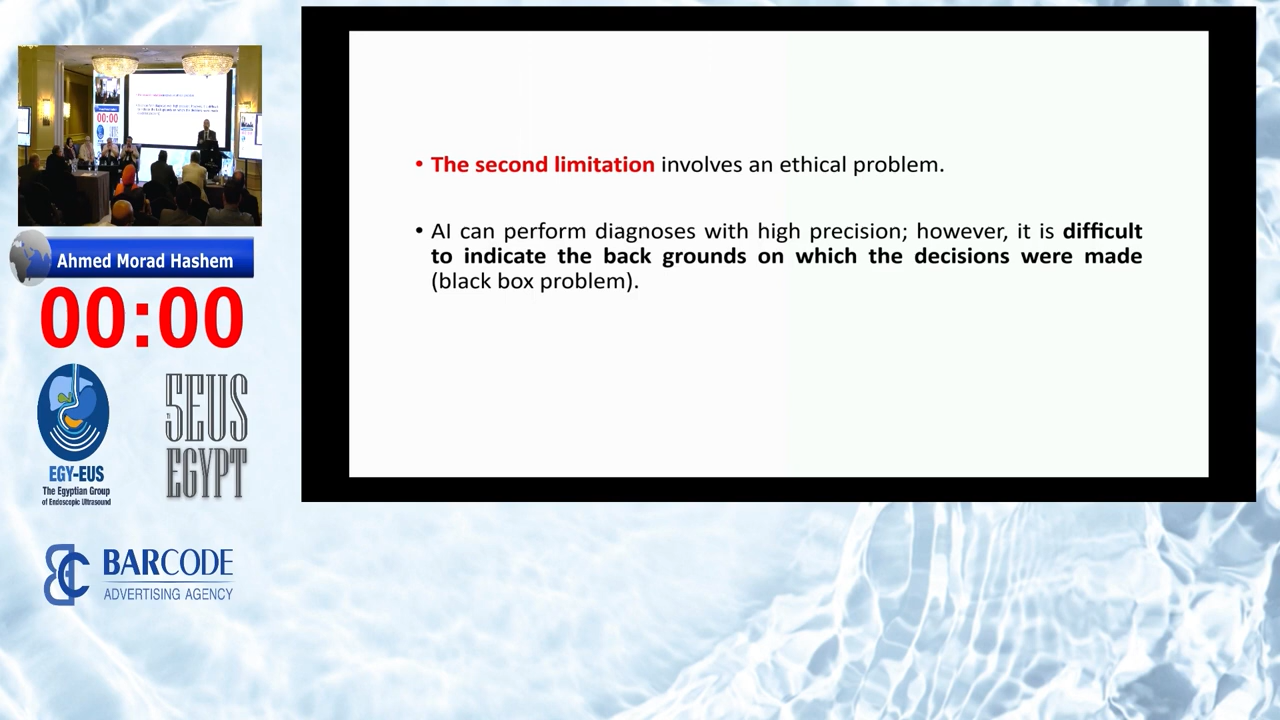 Ahmed Morad Hashem
00:00
EGY-EUS
The Egyptian Group
of Endoscopic Ultrasound
5EUS
EGYPT
BARCODE
ADVERTISING AGENCY
• The second limitation involves an ethical problem.
• AI can perform diagnoses with high precision; however, it is difficult
to indicate the back grounds on which the decisions were made
(black box problem).
00:00